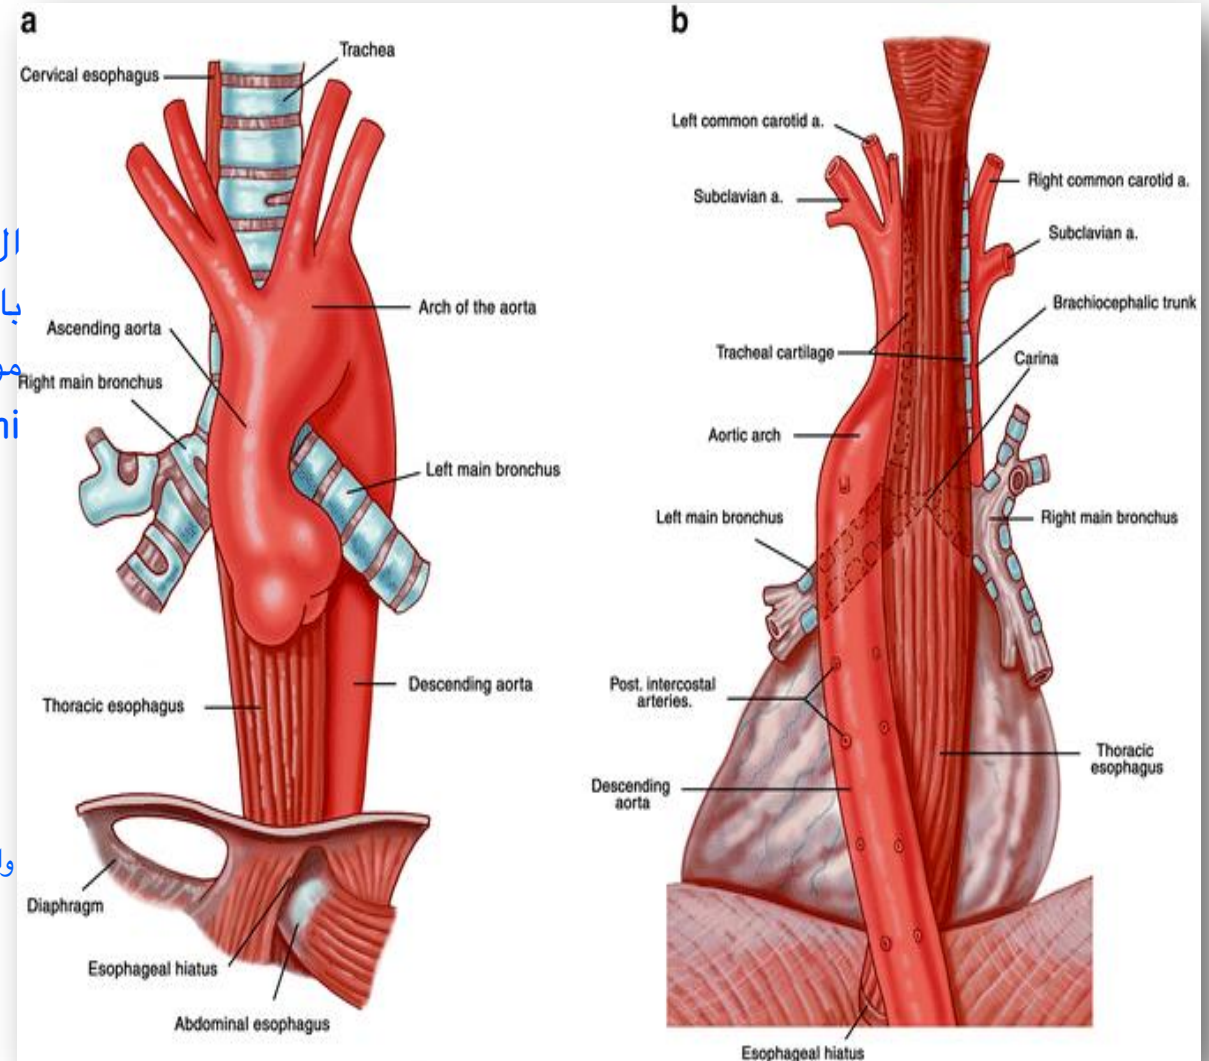 a
Trachea
Cervical esophagus
Arch of the aorta
Ascending aorta
Right main bronchus
Left main bronchus
Descending aorta
Thoracic esophagus
Diaphragm
Esophageal hiatus
Abdominal esophagus
b
Left common carotid a.
Right common carotid a.
Subclavian a.
Subclavian a.
Brachiocephalic trunk
Tracheal cartilage
Carina
Aortic arch
Left main bronchus
Right main bronchus
Post. intercostal
arteries.
Thoracic
esophagus
Descending
aorta
Esophageal hiatus